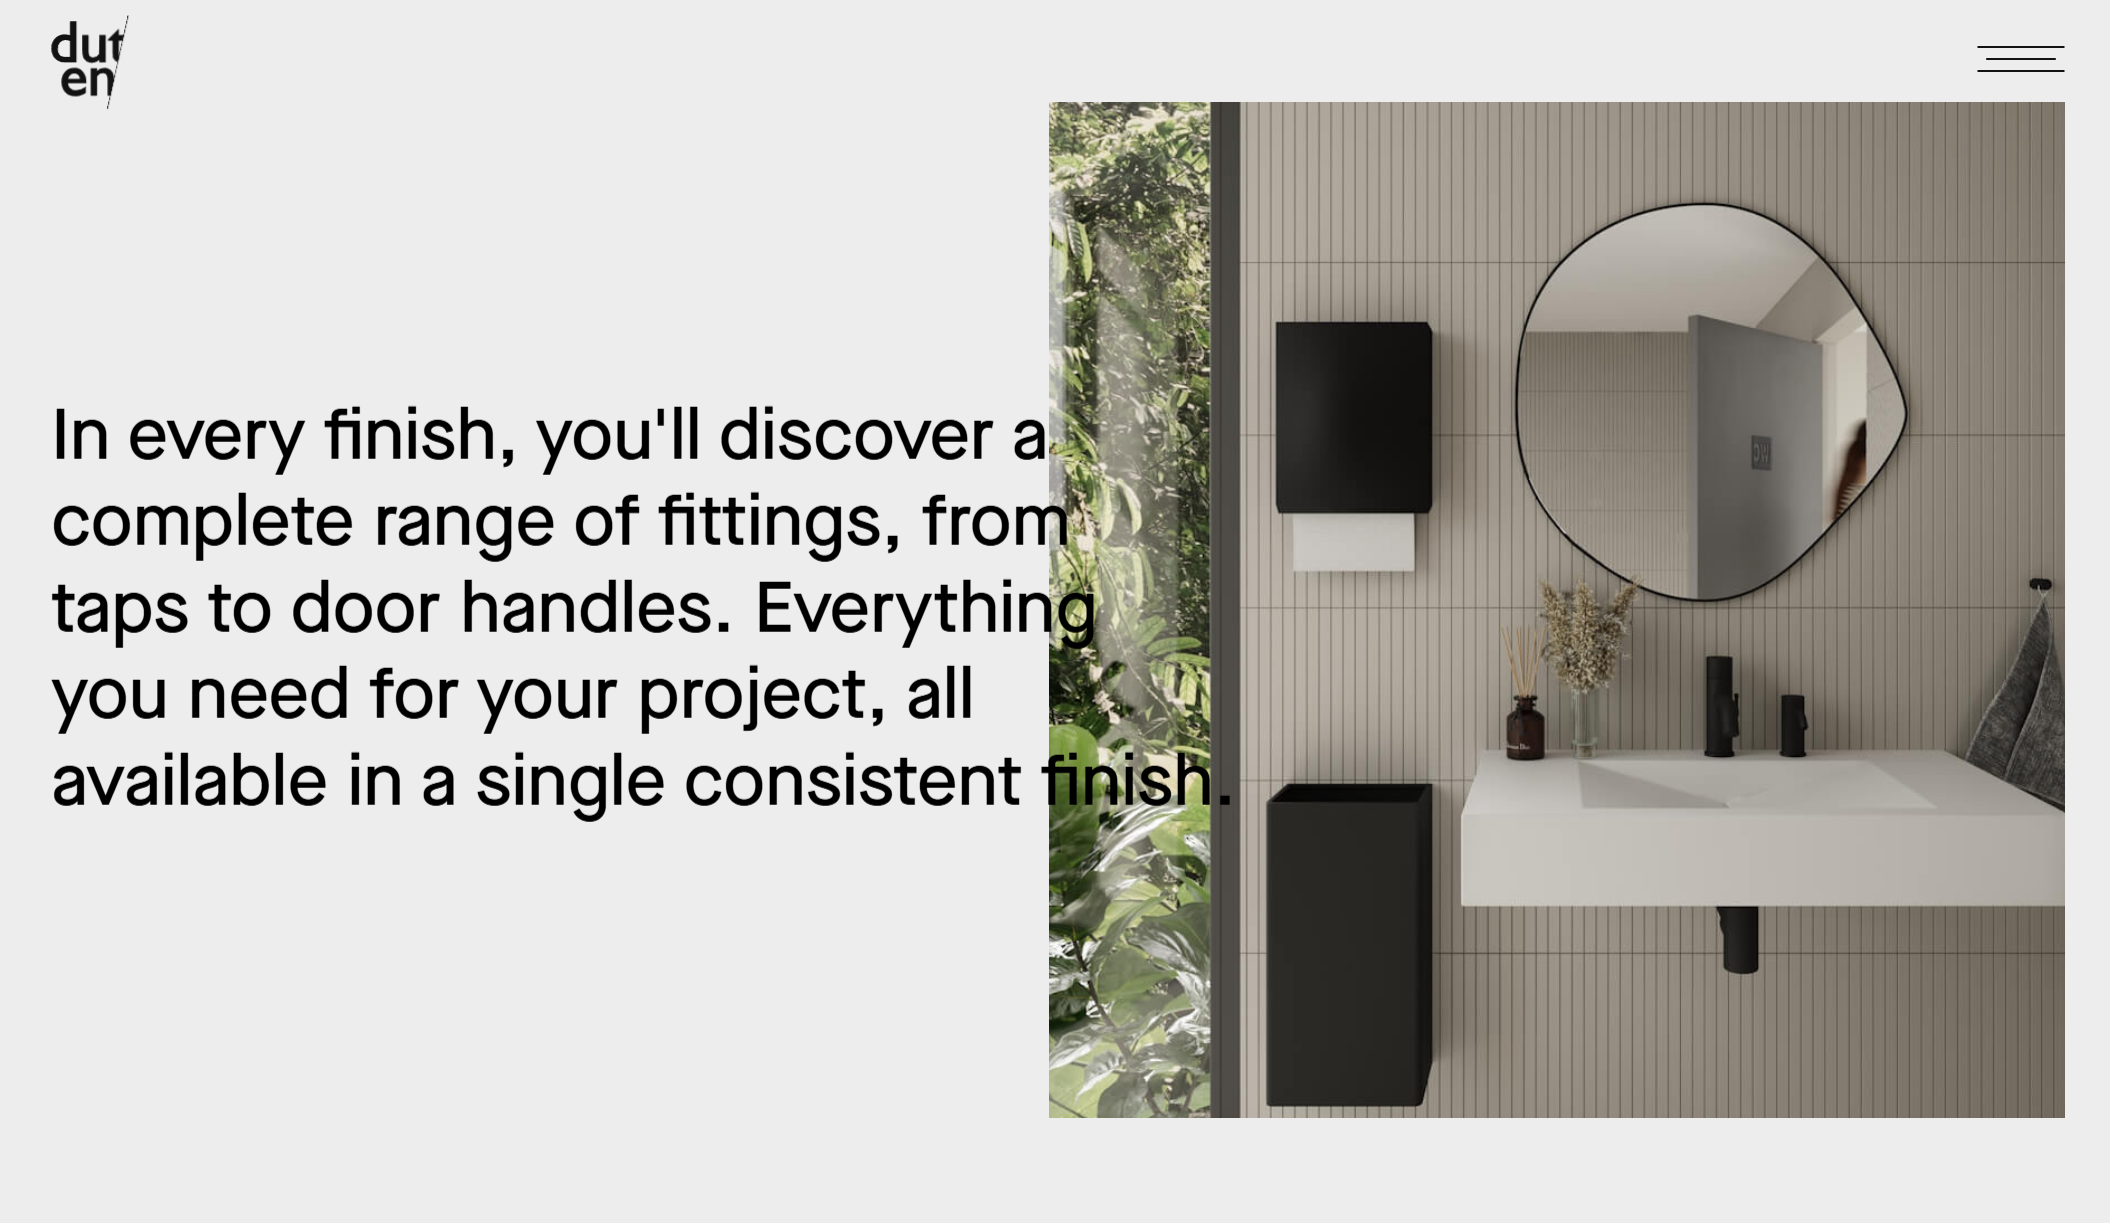 dut
en
In every finish, you'll discover a
complete range of fittings, from
taps to door handles. Everything
you need for your project, all
available in a single consistent finish.
WC